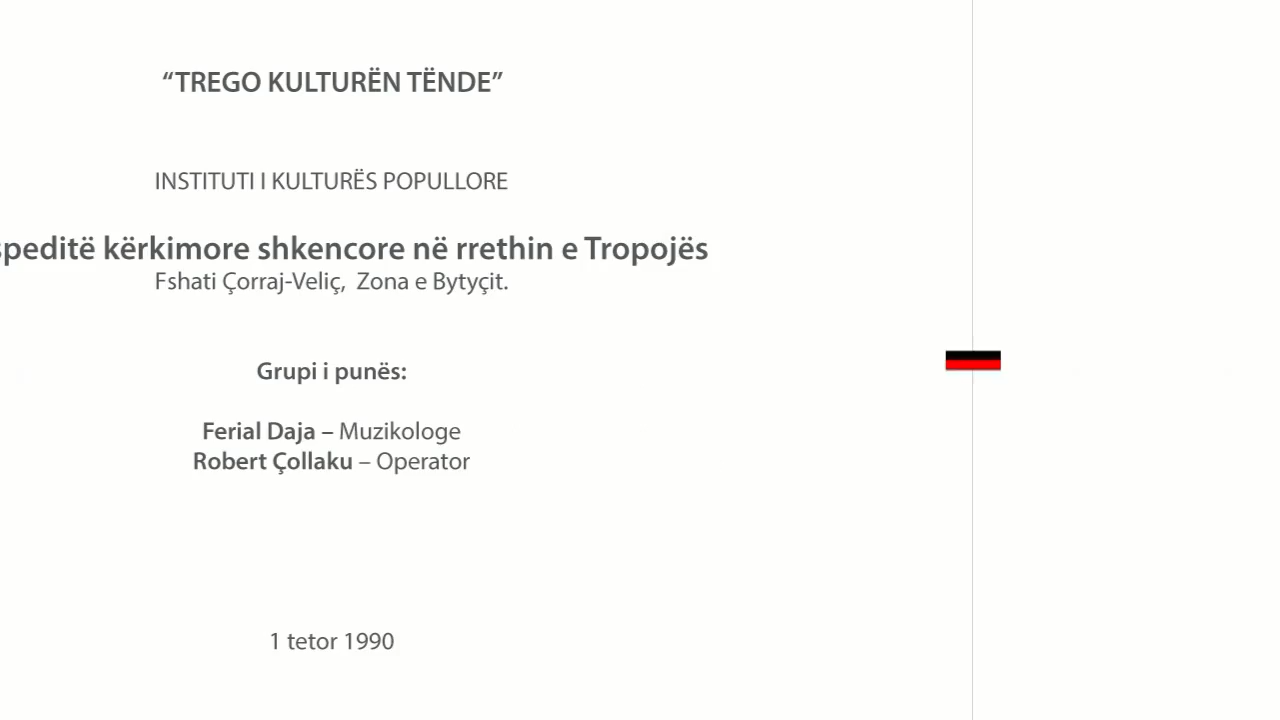 “TREGO KULTURËN TËNDE”
INSTITUTI I KULTURËS POPULLORE
kërkimore shkencore në rrethin e Tropojës
Fshati Çorraj-Veliç, Zona e Bytyçit.
Grupi i punës:
Ferial Daja – Muzikologe
Robert Çollaku – Operator
1 tetor 1990